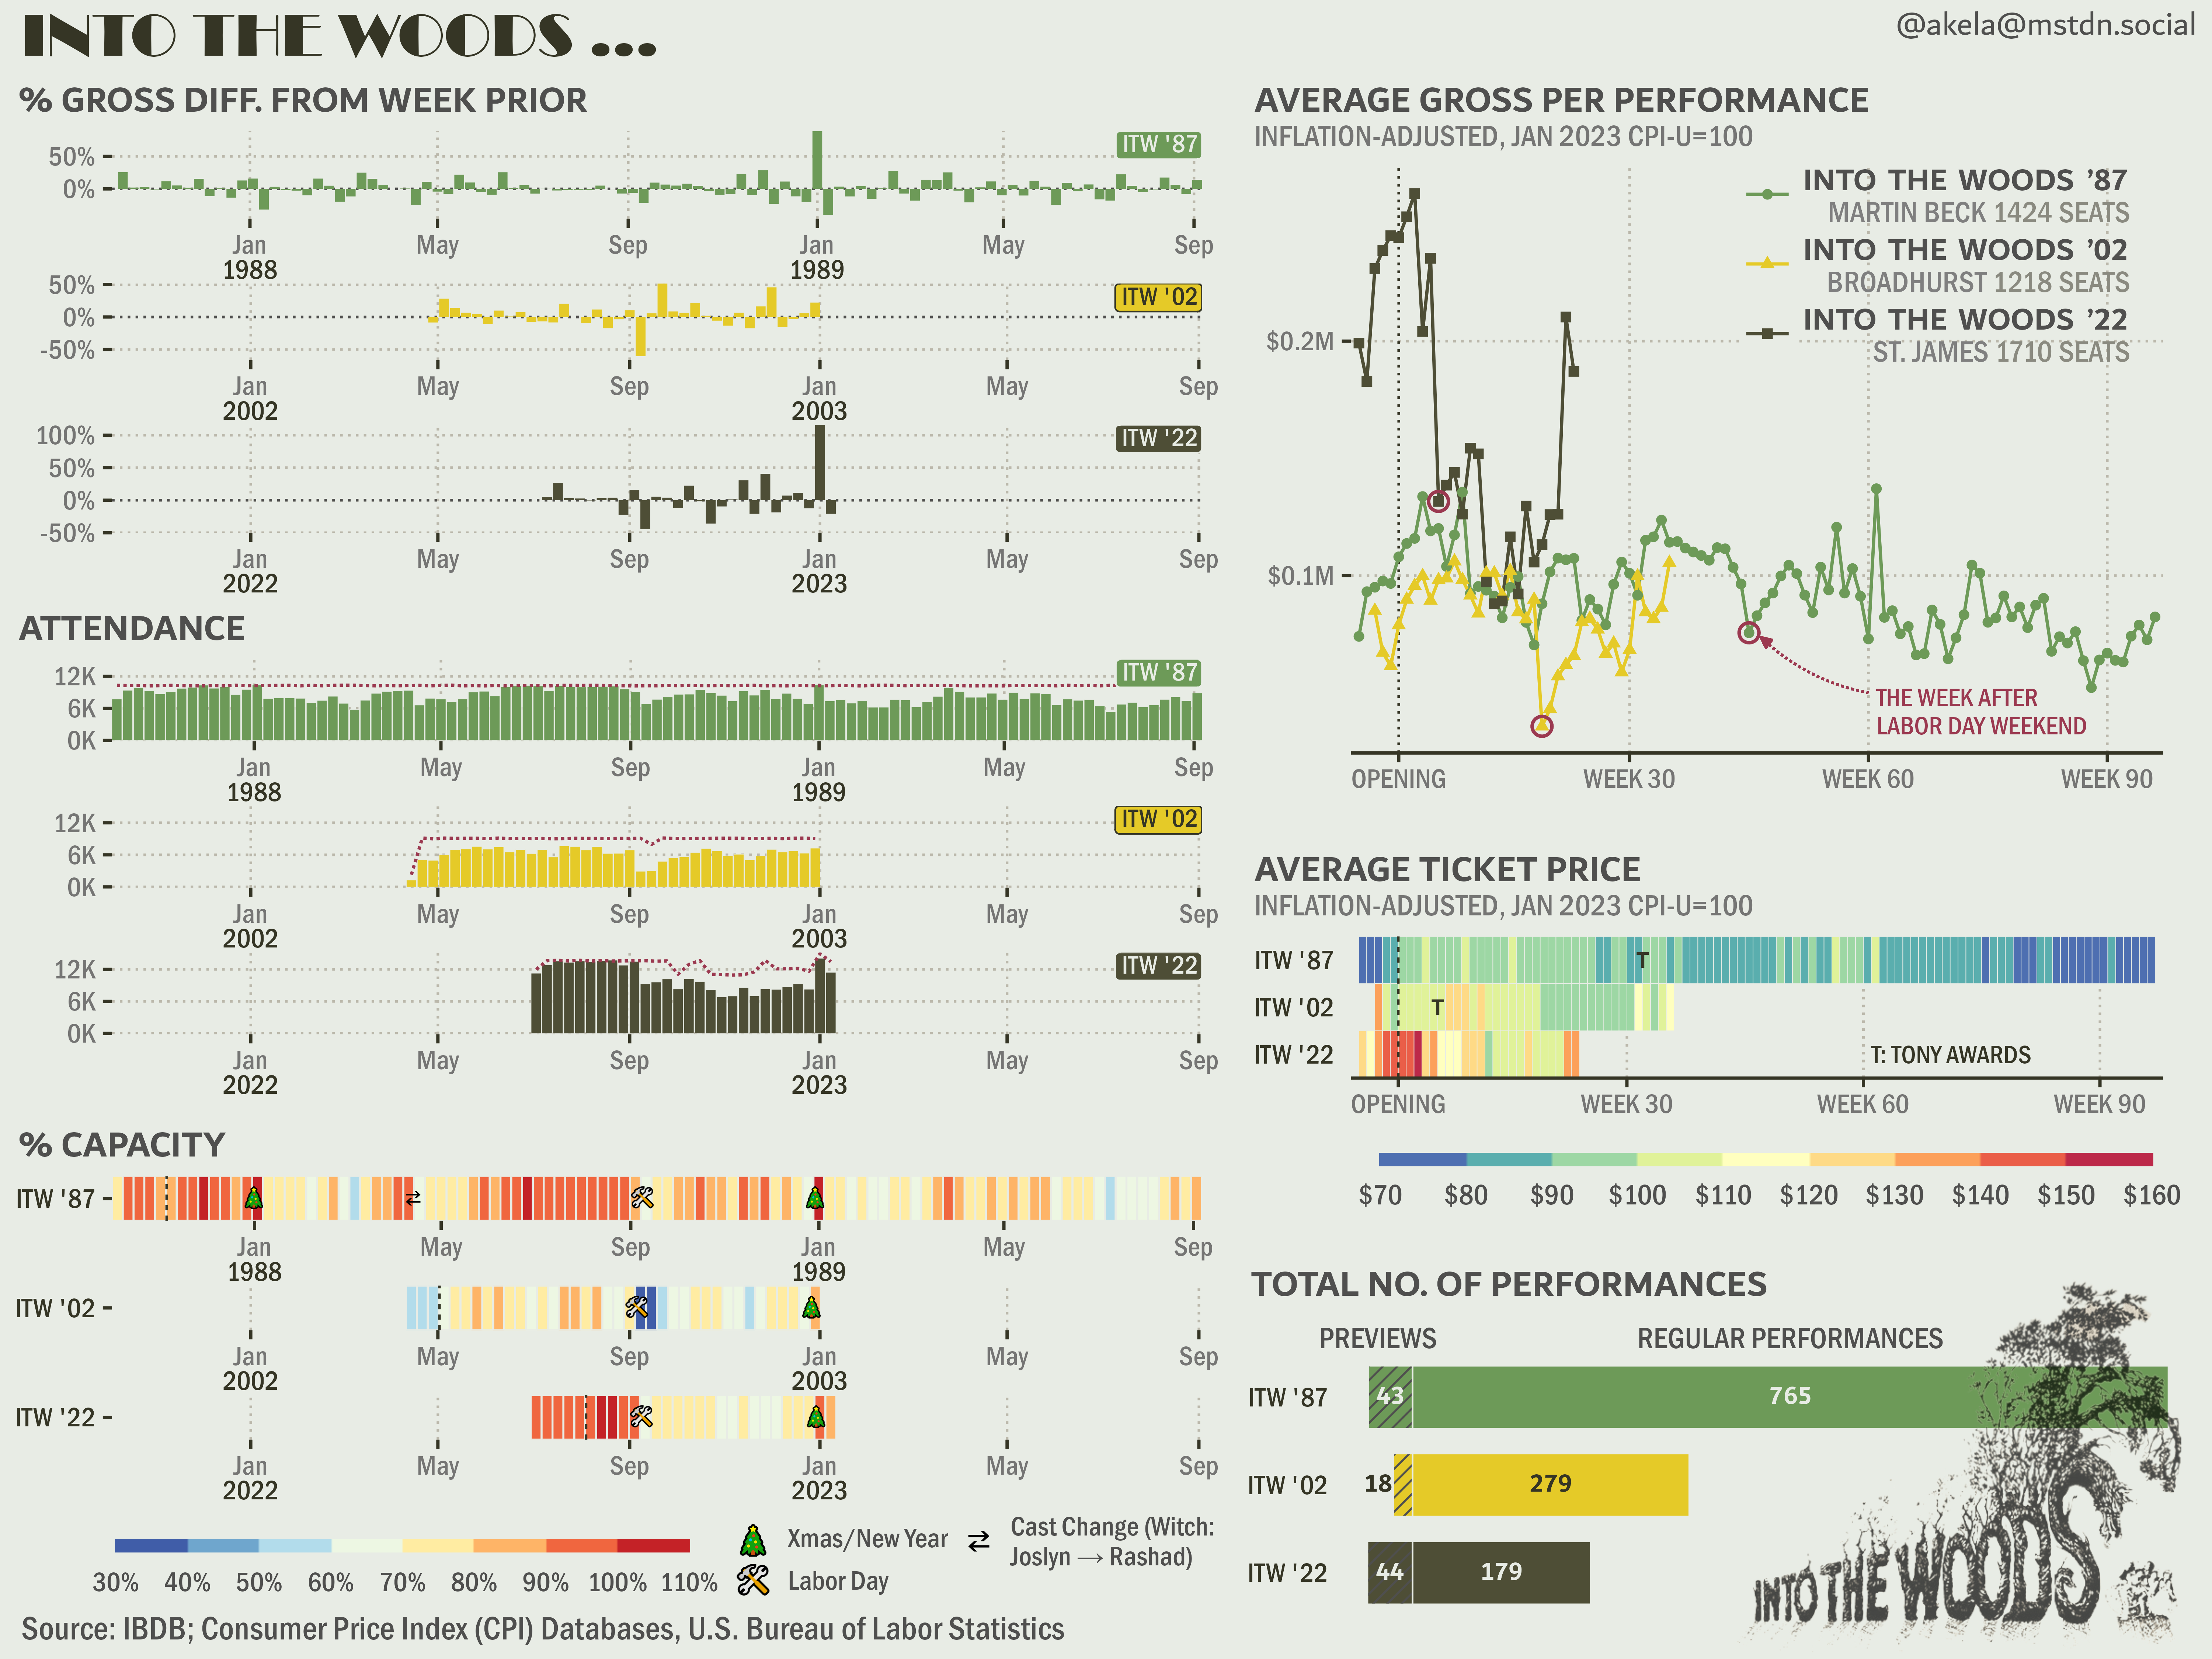 INTO THE WOODS ...
@akela@mstdn.social
% GROSS DIFF. FROM WEEK PRIOR
ITW '87
50%
0%
Jan May Sep Jan May Sep
1988 1989
ITW '02
50%
0%
-50%
Jan May Sep Jan May Sep
2002 2003
ITW '22
100%
50%
0%
-50%
Jan May Sep Jan May Sep
2022 2023
ATTENDANCE
ITW '87
12K
6K
0K
Jan May Sep Jan May Sep
1988 1989
ITW '02
12K
6K
0K
Jan May Sep Jan May Sep
2002 2003
ITW '22
12K
6K
0K
Jan May Sep Jan May Sep
2022 2023
% CAPACITY
ITW '87
Jan May Sep Jan May Sep
1988 1989
ITW '02
Jan May Sep Jan May Sep
2002 2003
ITW '22
Jan May Sep Jan May Sep
2022 2023
30% 40% 50% 60% 70% 80% 90% 100% 110%
Xmas/New Year
Labor Day
Cast Change (Witch:
Joslyn → Rashad)
Source: IBDB; Consumer Price Index (CPI) Databases, U.S. Bureau of Labor Statistics
AVERAGE GROSS PER PERFORMANCE
INFLATION-ADJUSTED, JAN 2023 CPI-U=100
INTO THE WOODS ’87
MARTIN BECK 1424 SEATS
INTO THE WOODS ’02
BROADHURST 1218 SEATS
INTO THE WOODS ’22
ST. JAMES 1710 SEATS
$0.2M
$0.1M
THE WEEK AFTER
LABOR DAY WEEKEND
OPENING WEEK 30 WEEK 60 WEEK 90
AVERAGE TICKET PRICE
INFLATION-ADJUSTED, JAN 2023 CPI-U=100
ITW '87 T
ITW '02 T
ITW '22
T: TONY AWARDS
OPENING WEEK 30 WEEK 60 WEEK 90
$70 $80 $90 $100 $110 $120 $130 $140 $150 $160
TOTAL NO. OF PERFORMANCES
PREVIEWS REGULAR PERFORMANCES
ITW '87 43 765
ITW '02 18 279
ITW '22 44 179
INTO THE WOODS